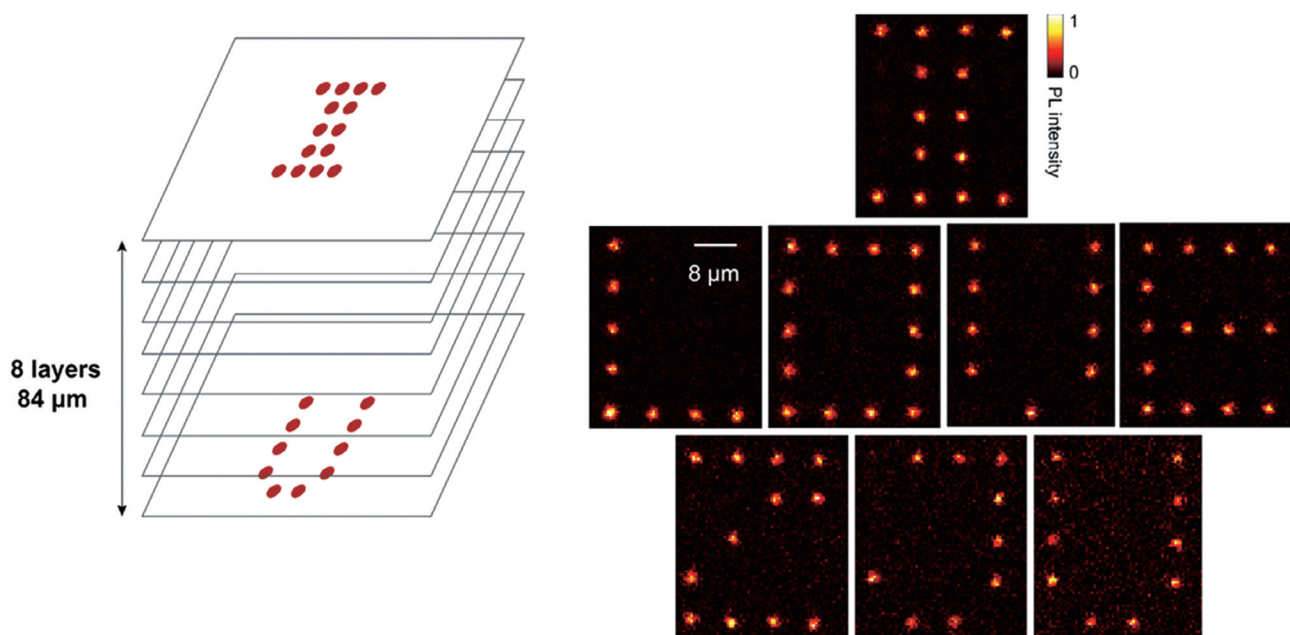 I
8 layers
84 µm
U
I
1
0
PL intensity
L O V E
8 µm
Z J U